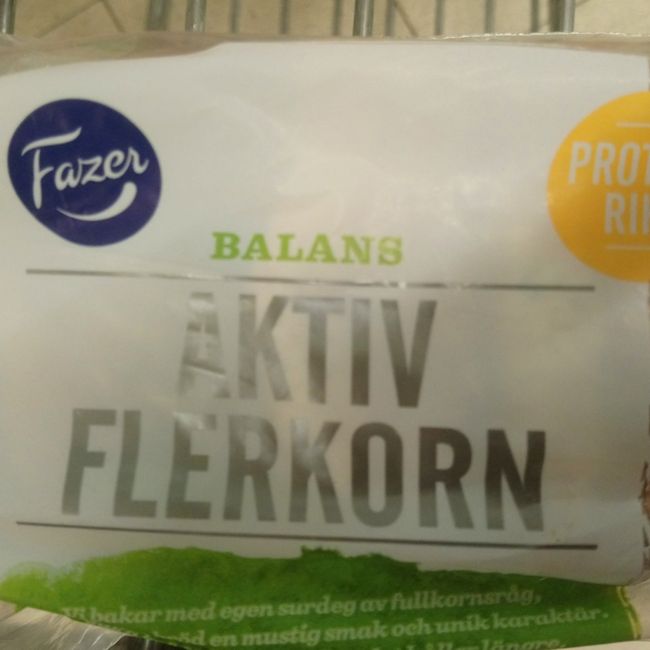 Fazer
PROT
RI
BALANS
AKTIV
FLERKORN
Vi bakar med egen surdeg av fullkornsråg,
en mustig smak och unik karaktär.